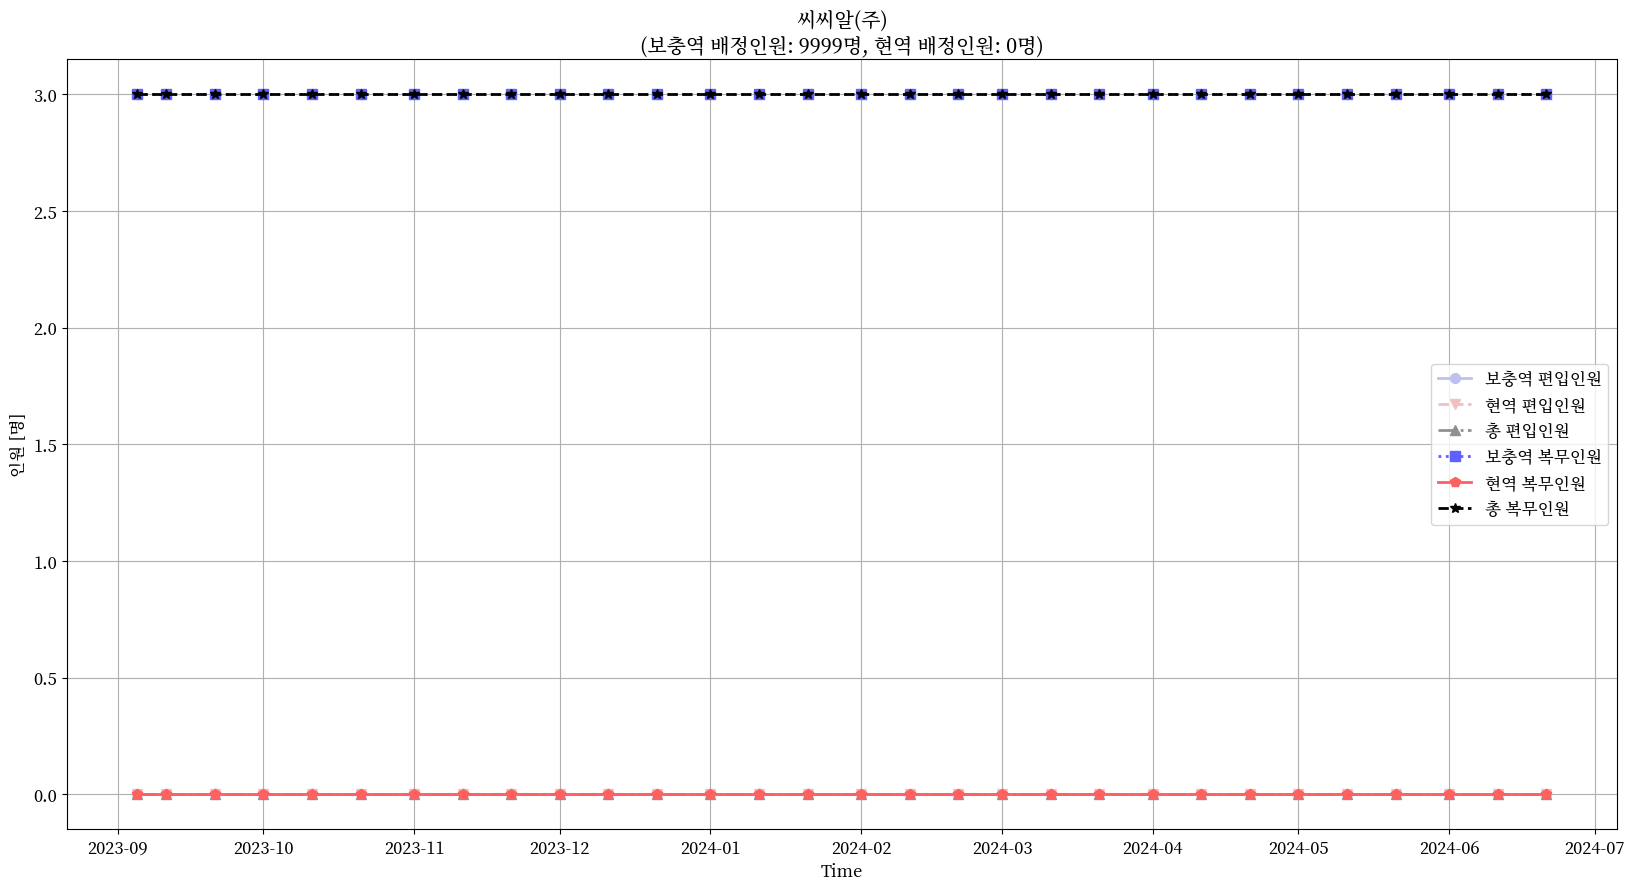 씨씨알(주)
(보충역 배정인원: 9999명, 현역 배정인원: 0명)
3.0
2.5
2.0
1.5
1.0
0.5
0.0
인원 [명]
보충역 편입인원
현역 편입인원
총 편입인원
보충역 복무인원
현역 복무인원
총 복무인원
2023-09 2023-10 2023-11 2023-12 2024-01 2024-02 2024-03 2024-04 2024-05 2024-06 2024-07
Time